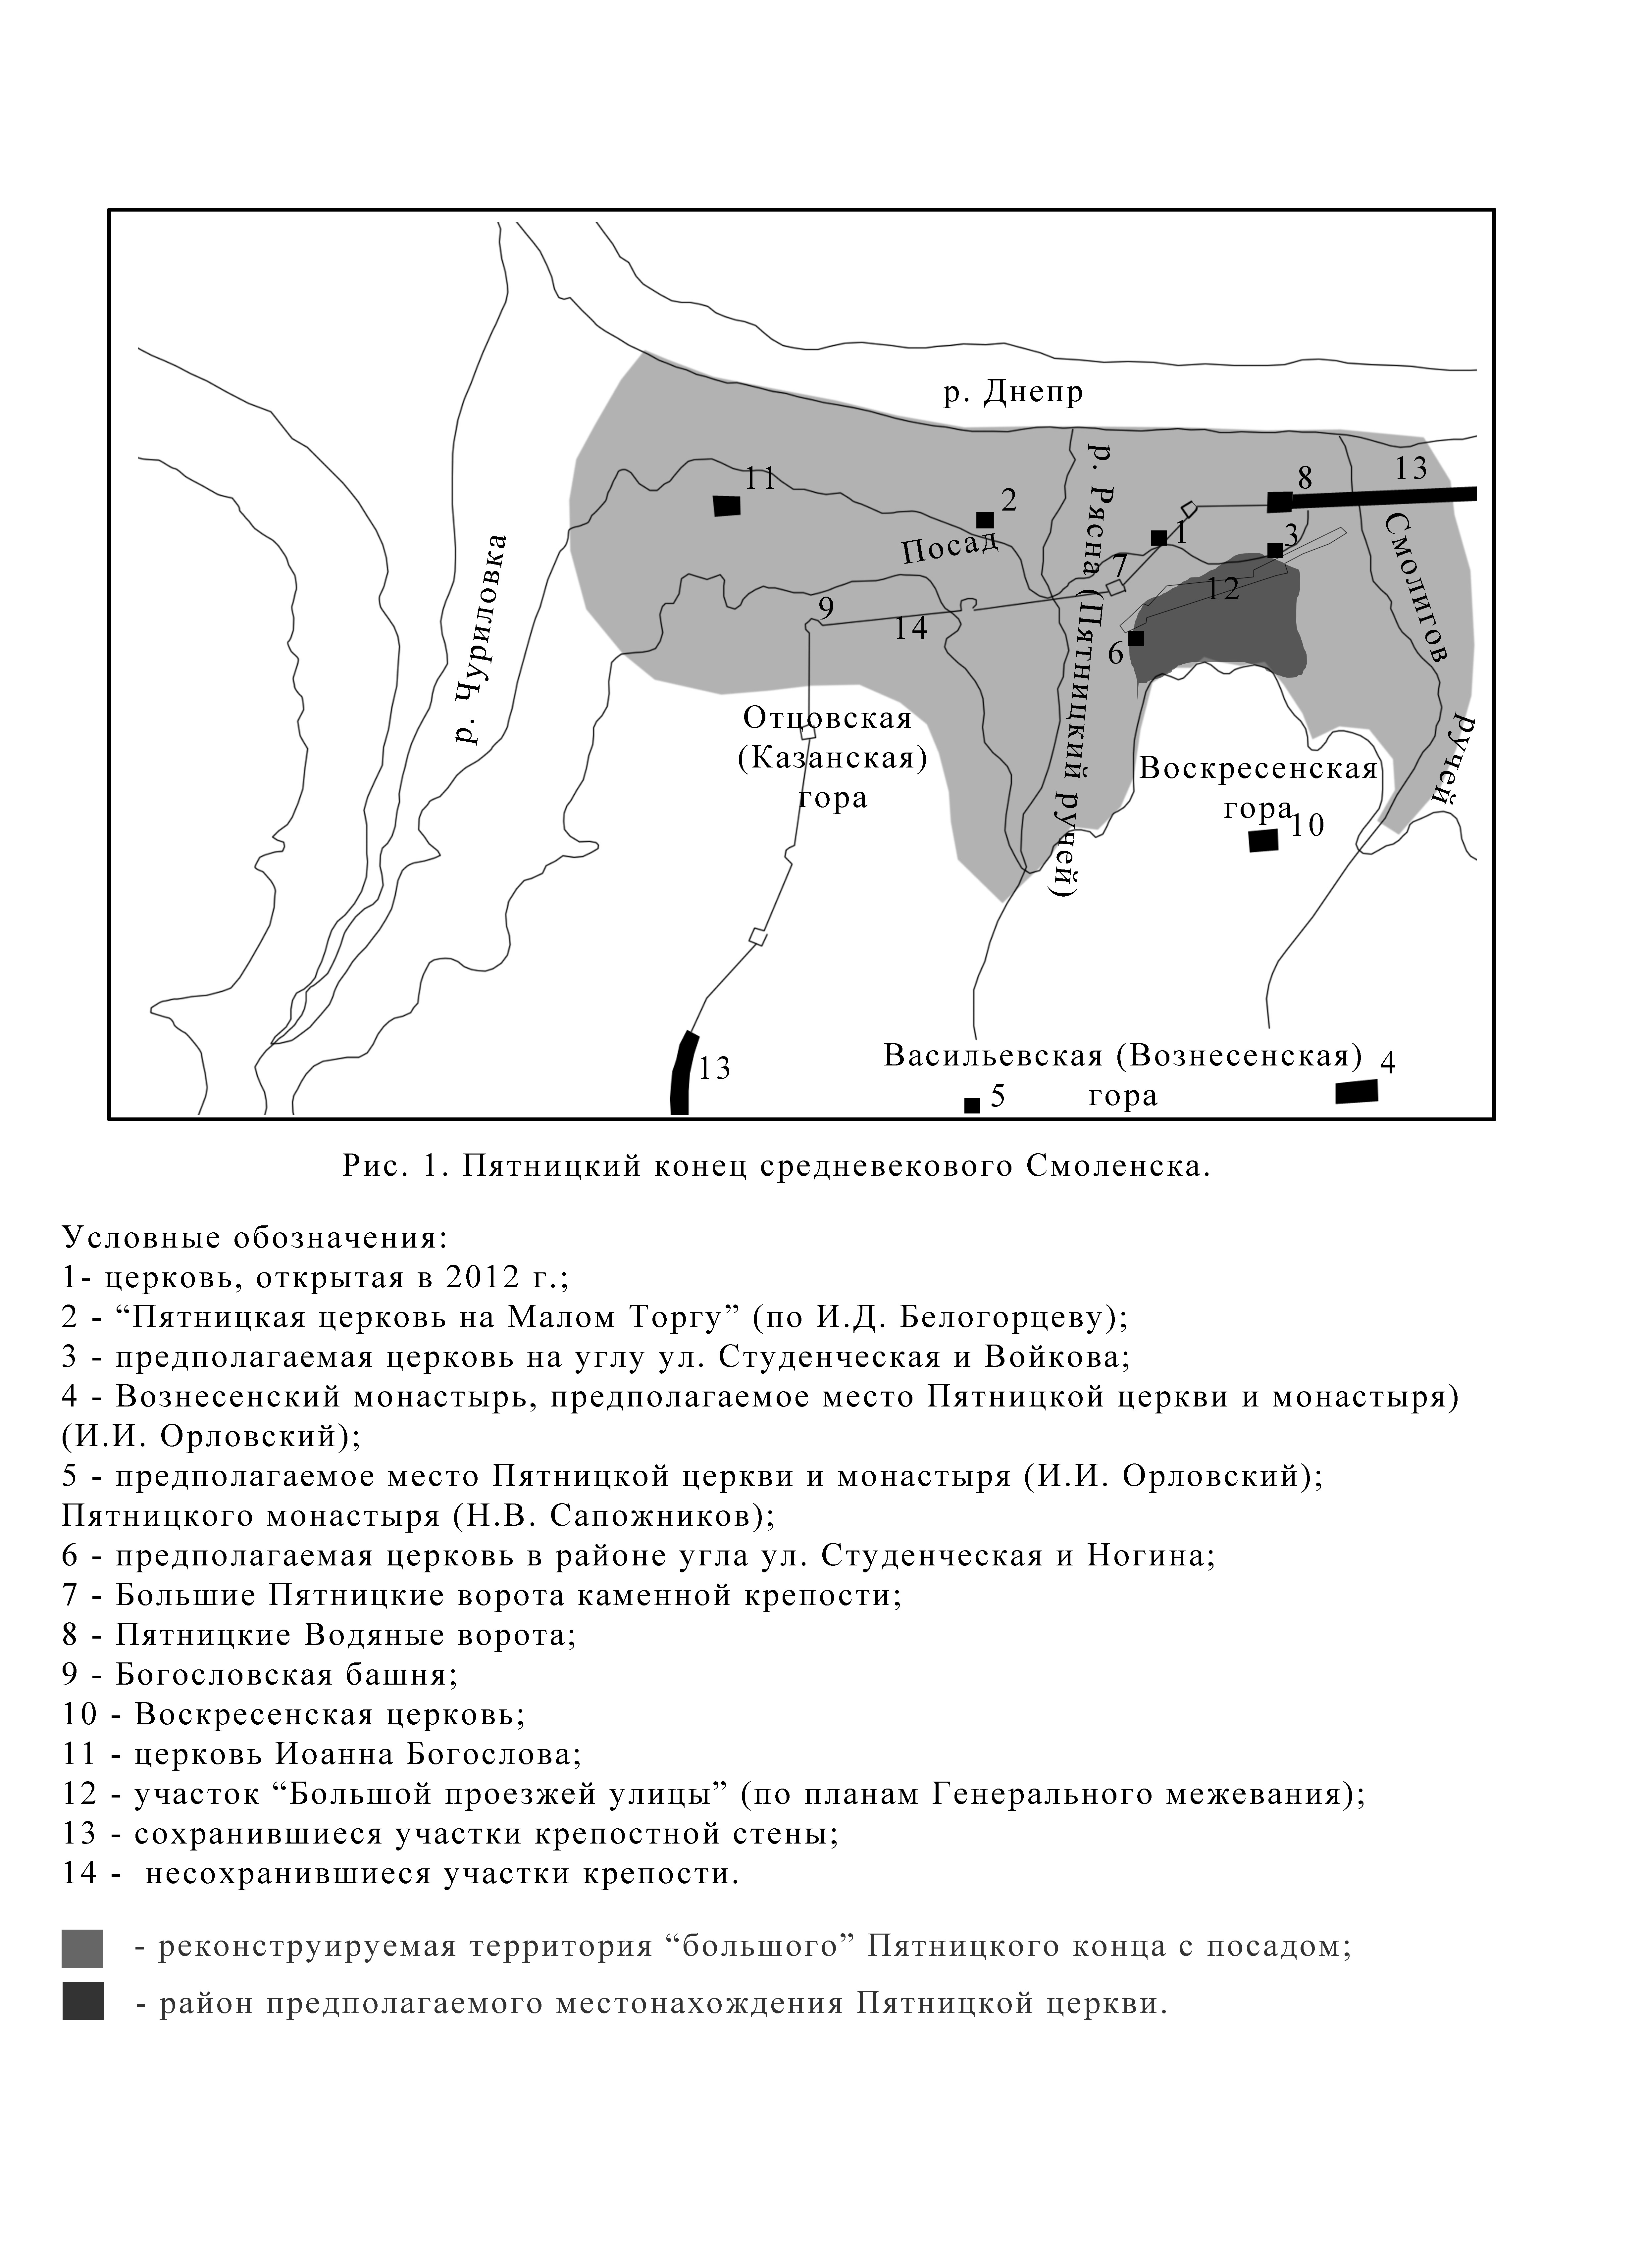 р. Днепр
13
8
11
2
р. Рясна (Пятницкий ручей)
Смолигов ручей
1
3
Посад
7
12
р. Чуриловка
9
14
6
Отцовская
(Казанская)
гора
Воскресенская
гора
10
13
Васильевская (Вознесенская)
гора
4
5
Рис. 1. Пятницкий конец средневекового Смоленска.
Условные обозначения:
1- церковь, открытая в 2012 г.;
2 - “Пятницкая церковь на Малом Торгу” (по И.Д. Белогорцеву);
3 - предполагаемая церковь на углу ул. Студенческая и Войкова;
4 - Вознесенский монастырь, предполагаемое место Пятницкой церкви и монастыря)
(И.И. Орловский);
5 - предполагаемое место Пятницкой церкви и монастыря (И.И. Орловский);
Пятницкого монастыря (Н.В. Сапожников);
6 - предполагаемая церковь в районе угла ул. Студенческая и Ногина;
7 - Большие Пятницкие ворота каменной крепости;
8 - Пятницкие Водяные ворота;
9 - Богословская башня;
10 - Воскресенская церковь;
11 - церковь Иоанна Богослова;
12 - участок “Большой проезжей улицы” (по планам Генерального межевания);
13 - сохранившиеся участки крепостной стены;
14 - несохранившиеся участки крепости.
- реконструируемая территория “большого” Пятницкого конца с посадом;
- район предполагаемого местонахождения Пятницкой церкви.